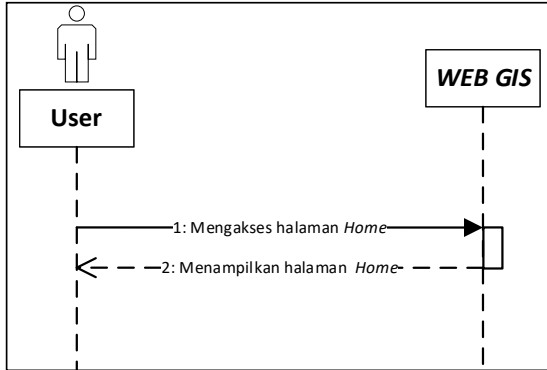 User
WEB GIS
1: Mengakses halaman Home
2: Menampilkan halaman Home